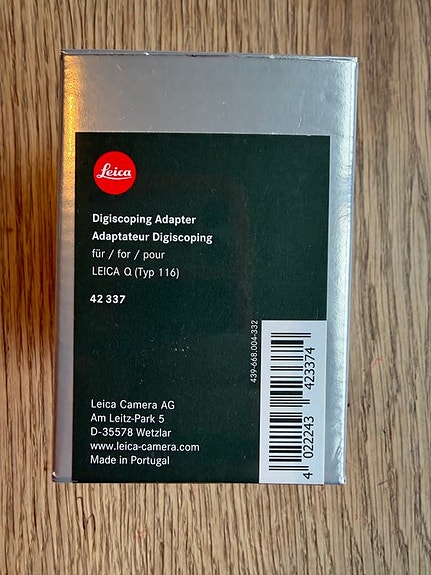 Leica
Digiscoping Adapter
Adaptateur Digiscoping
für / for / pour
LEICA Q (Typ 116)
42 337
439-668.004-332
4 022243 423374
Leica Camera AG
Am Leitz-Park 5
D-35578 Wetzlar
www.leica-camera.com
Made in Portugal